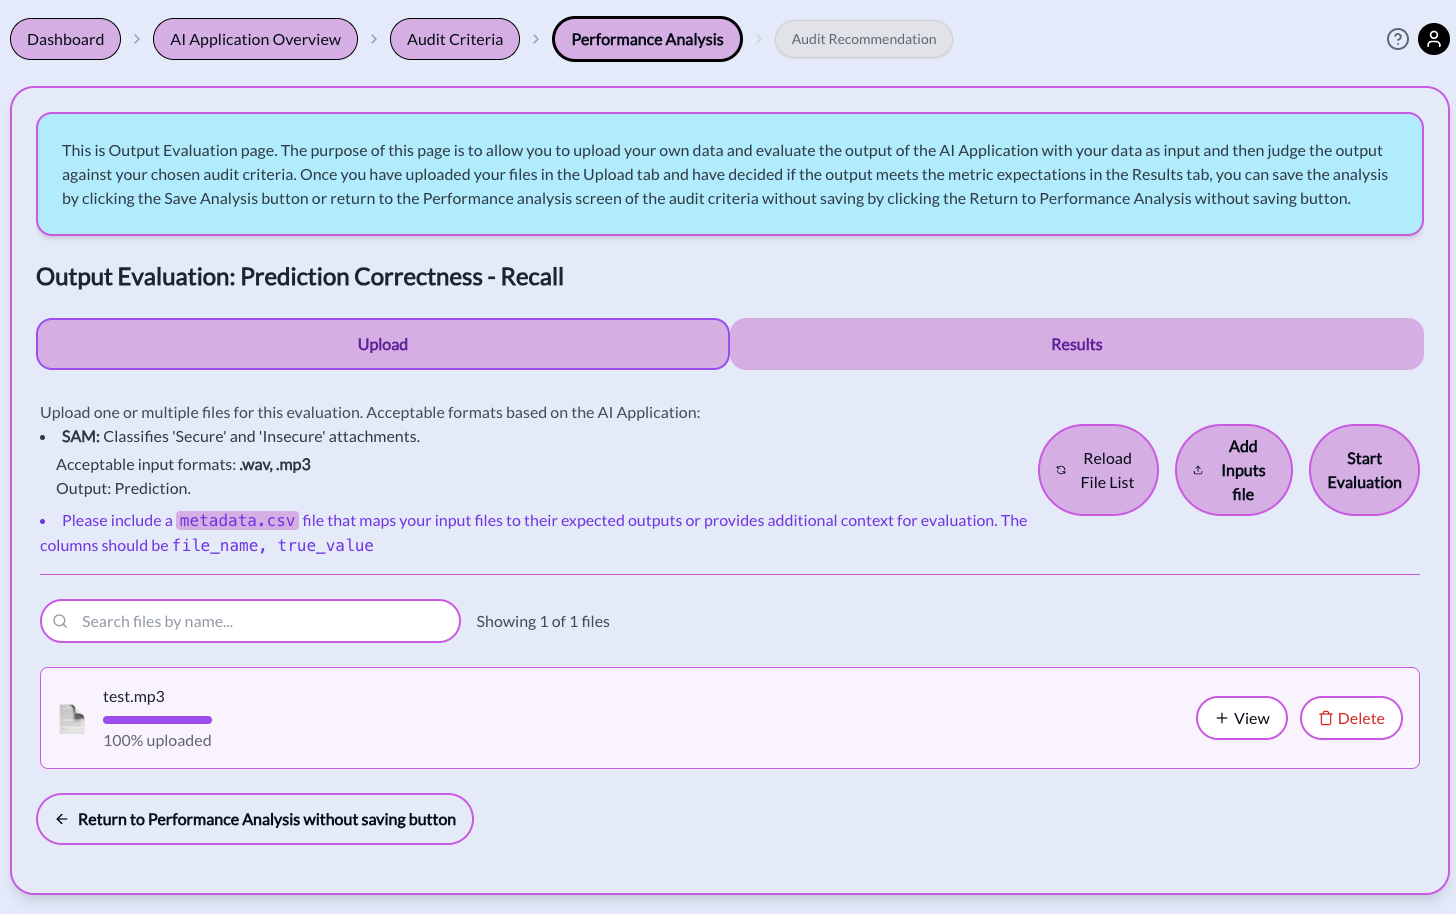 Dashboard
AI Application Overview
Audit Criteria
Performance Analysis
Audit Recommendation
This is Output Evaluation page. The purpose of this page is to allow you to upload your own data and evaluate the output of the AI Application with your data as input and then judge the output
against your chosen audit criteria. Once you have uploaded your files in the Upload tab and have decided if the output meets the metric expectations in the Results tab, you can save the analysis
by clicking the Save Analysis button or return to the Performance analysis screen of the audit criteria without saving by clicking the Return to Performance Analysis without saving button.
Output Evaluation: Prediction Correctness - Recall
Upload
Results
Upload one or multiple files for this evaluation. Acceptable formats based on the AI Application:
• SAM: Classifies 'Secure' and 'Insecure' attachments.
Acceptable input formats: .wav, .mp3
Output: Prediction.
• Please include a metadata.csv file that maps your input files to their expected outputs or provides additional context for evaluation. The
columns should be file_name, true_value
Reload
File List
Add
Inputs
file
Start
Evaluation
Search files by name...
Showing 1 of 1 files
test.mp3
100% uploaded
View
Delete
Return to Performance Analysis without saving button